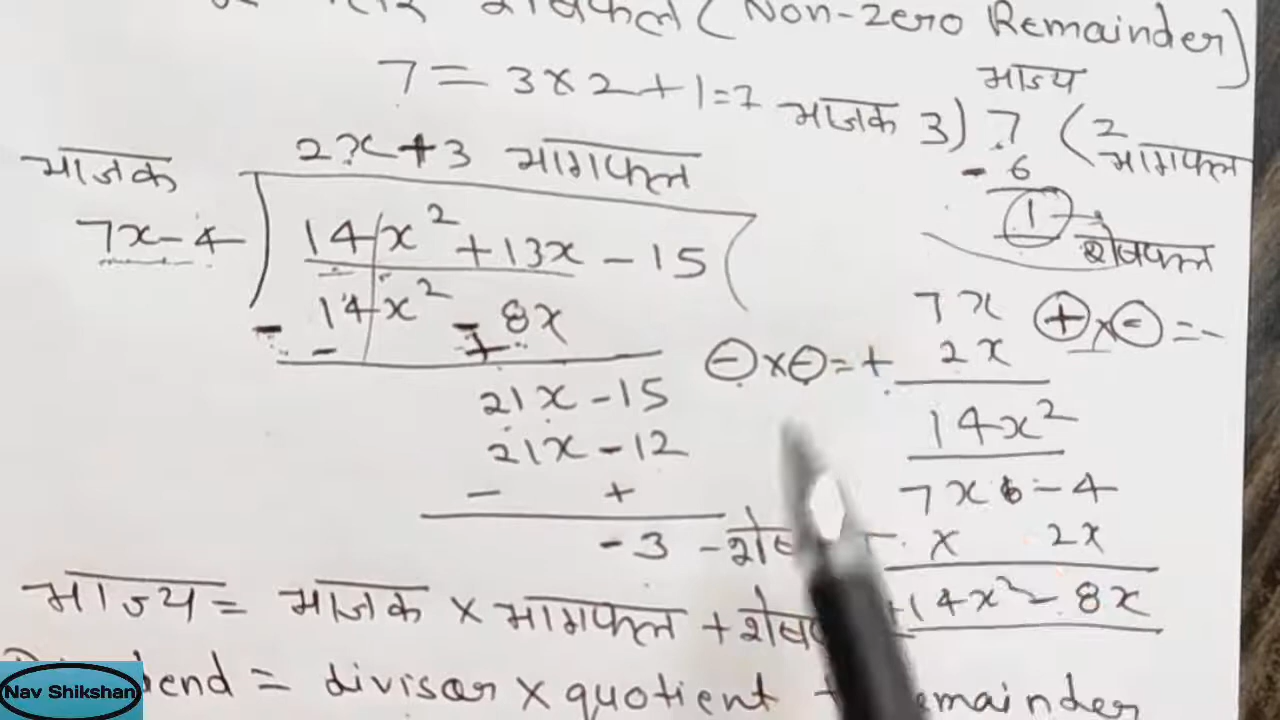 शेषफल (Non-zero Remainder)
7 = 3×2+1=7
भाज्य
भाजक 3) 7 (2
भागफल
- 6
1 → शेषफल
2x+3 भागफल
भाजक
7x-4 ) 14x² +13x -15 (
14x² - 8x
- +
21x -15
21x -12
- +
-3 -
7x
2x
14x²
⊕×⊖=-
⊖×⊖=+
7x -4
× 2x
14x² - 8x
भाज्य = भाजक × भागफल +
= divisor × quotient +
Nav Shikshan